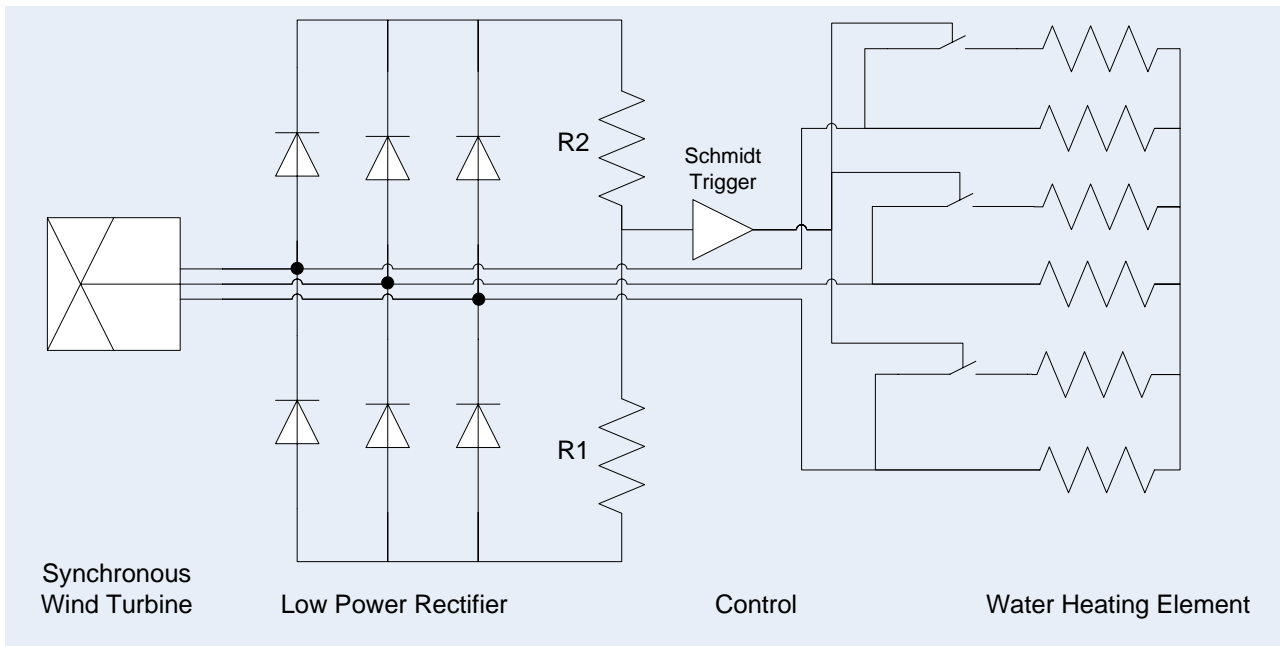 R2
Schmidt
Trigger
R1
Synchronous
Wind Turbine
Low Power Rectifier
Control
Water Heating Element